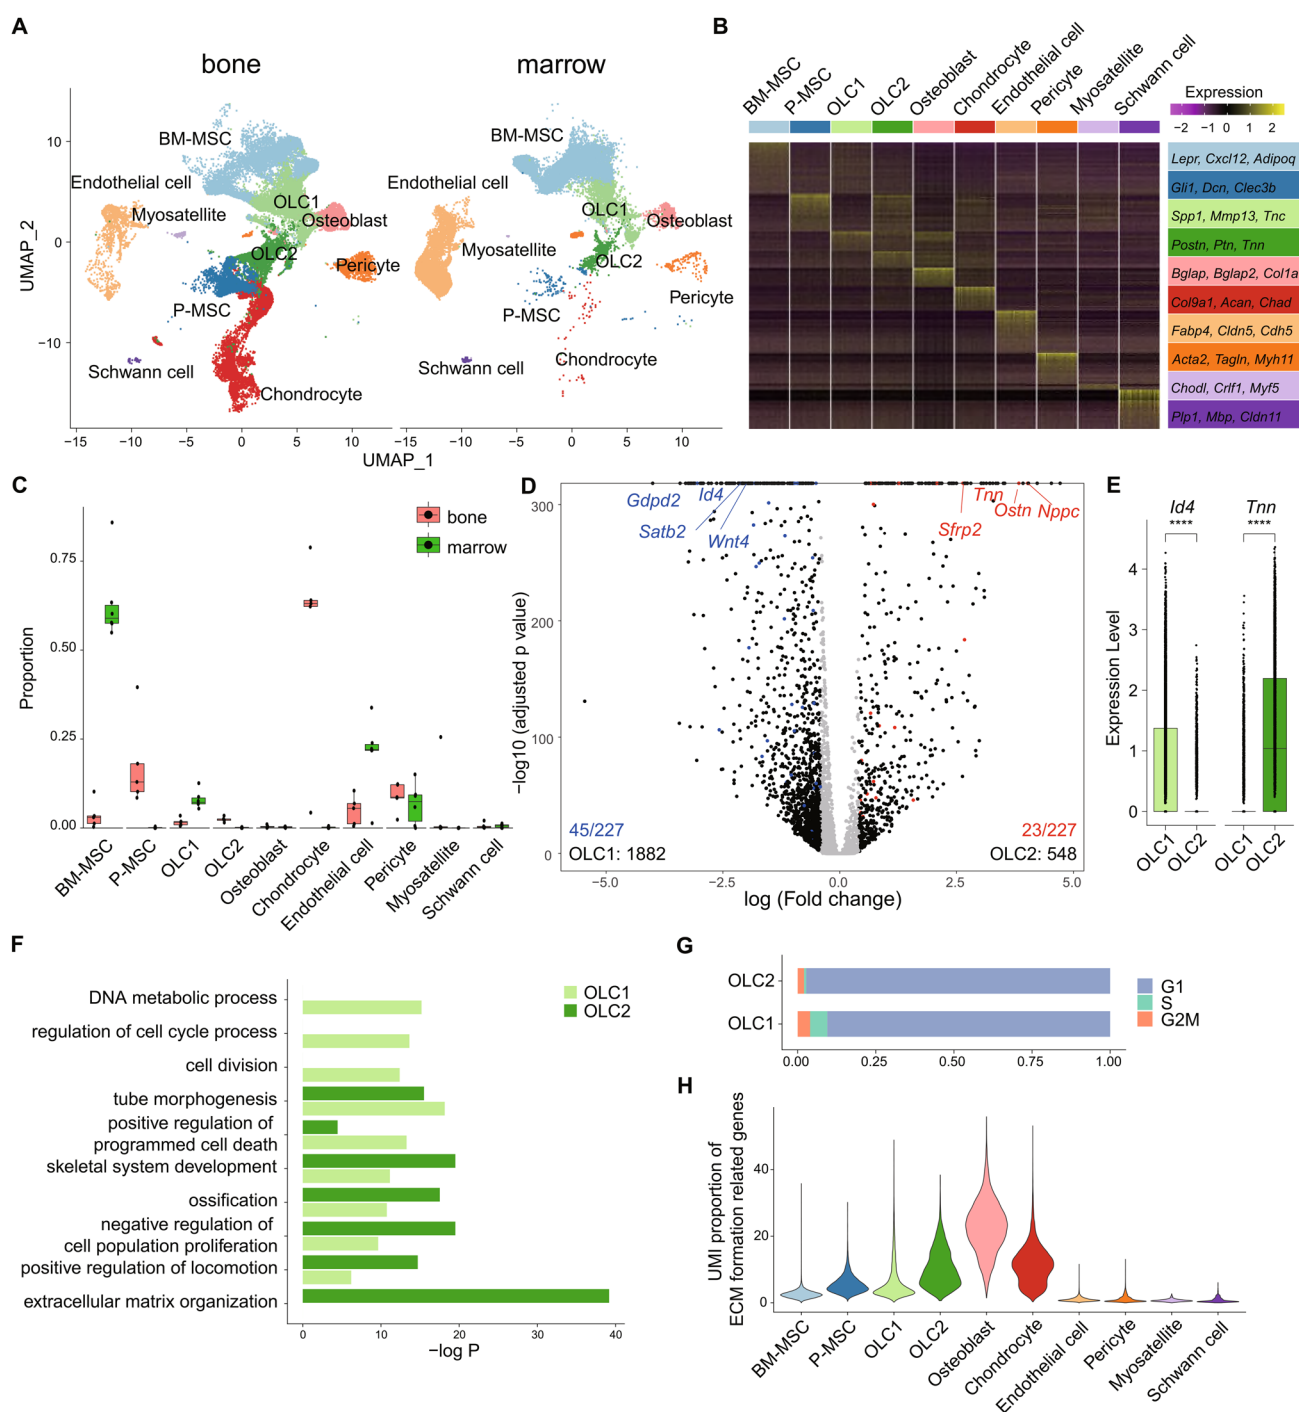 A
bone
marrow
BM-MSC
Endothelial cell
Myosatellite
OLC1
Osteoblast
OLC2
Pericyte
P-MSC
Schwann cell
Chondrocyte
BM-MSC
Endothelial cell
OLC1
Osteoblast
Myosatellite
OLC2
Pericyte
P-MSC
Chondrocyte
Schwann cell
UMAP_2
10
0
−10
−15 −10 −5 0 5 10
−15 −10 −5 0 5 10
UMAP_1
B
BM-MSC
P-MSC
OLC1
OLC2
Osteoblast
Chondrocyte
Endothelial cell
Pericyte
Myosatellite
Schwann cell
Expression
−2 −1 0 1 2
Lepr, Cxcl12, Adipoq
Gli1, Dcn, Clec3b
Spp1, Mmp13, Tnc
Postn, Ptn, Tnn
Bglap, Bglap2, Col1a
Col9a1, Acan, Chad
Fabp4, Cldn5, Cdh5
Acta2, Tagln, Myh11
Chodl, Crlf1, Myf5
Plp1, Mbp, Cldn11
C
bone
marrow
Proportion
0.75
0.50
0.25
0.00
BM-MSC
P-MSC
OLC1
OLC2
Osteoblast
Chondrocyte
Endothelial cell
Pericyte
Myosatellite
Schwann cell
D
−log10 (adjusted p value)
300
200
100
0
Gdpd2
Id4
Satb2
Wnt4
Tnn
Ostn
Nppc
Sfrp2
45/227
OLC1: 1882
23/227
OLC2: 548
−5.0 −2.5 0.0 2.5 5.0
log (Fold change)
E
Id4
Tnn
****
****
Expression Level
4
3
2
1
0
OLC1
OLC2
OLC1
OLC2
F
DNA metabolic process
regulation of cell cycle process
cell division
tube morphogenesis
positive regulation of
programmed cell death
skeletal system development
ossification
negative regulation of
cell population proliferation
positive regulation of locomotion
extracellular matrix organization
OLC1
OLC2
0 10 20 30 40
−log P
G
OLC2
OLC1
G1
S
G2M
0.00 0.25 0.50 0.75 1.00
H
UMI proportion of
ECM formation related genes
40
20
0
BM-MSC
P-MSC
OLC1
OLC2
Osteoblast
Chondrocyte
Endothelial cell
Pericyte
Myosatellite
Schwann cell